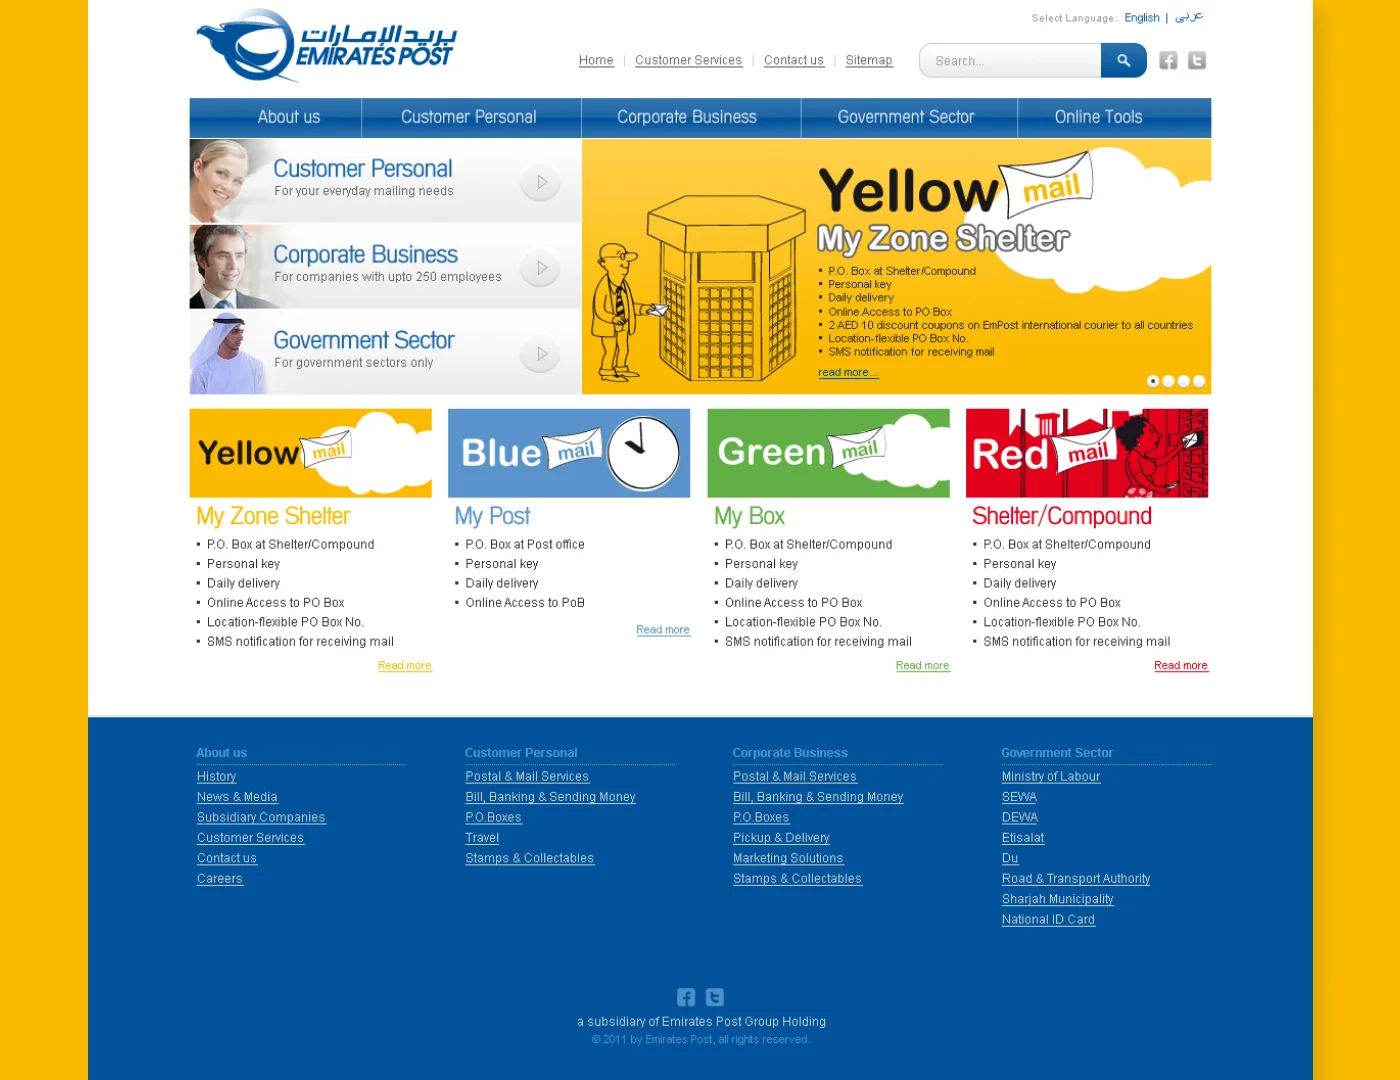 Select Language: English | عربى
بريد الإمارات
EMIRATES POST
Home | Customer Services | Contact us | Sitemap
Search...
About us
Customer Personal
Corporate Business
Government Sector
Online Tools
Customer Personal
For your everyday mailing needs
Corporate Business
For companies with upto 250 employees
Government Sector
For government sectors only
Yellow mail
My Zone Shelter
P.O. Box at Shelter/Compound
Personal key
Daily delivery
Online Access to PO Box
2 AED 10 discount coupons on EmPost international courier to all countries
Location-flexible PO Box No.
SMS notification for receiving mail
read more...
Yellow mail
My Zone Shelter
P.O. Box at Shelter/Compound
Personal key
Daily delivery
Online Access to PO Box
Location-flexible PO Box No.
SMS notification for receiving mail
Read more
Blue mail
My Post
P.O. Box at Post office
Personal key
Daily delivery
Online Access to PoB
Read more
Green mail
My Box
P.O. Box at Shelter/Compound
Personal key
Daily delivery
Online Access to PO Box
Location-flexible PO Box No.
SMS notification for receiving mail
Read more
Red mail
Shelter/Compound
P.O. Box at Shelter/Compound
Personal key
Daily delivery
Online Access to PO Box
Location-flexible PO Box No.
SMS notification for receiving mail
Read more
About us
History
News & Media
Subsidiary Companies
Customer Services
Contact us
Careers
Customer Personal
Postal & Mail Services
Bill, Banking & Sending Money
P.O.Boxes
Travel
Stamps & Collectables
Corporate Business
Postal & Mail Services
Bill, Banking & Sending Money
P.O.Boxes
Pickup & Delivery
Marketing Solutions
Stamps & Collectables
Government Sector
Ministry of Labour
SEWA
DEWA
Etisalat
Du
Road & Transport Authority
Sharjah Municipality
National ID Card
a subsidiary of Emirates Post Group Holding
© 2011 by Emirates Post, all rights reserved.